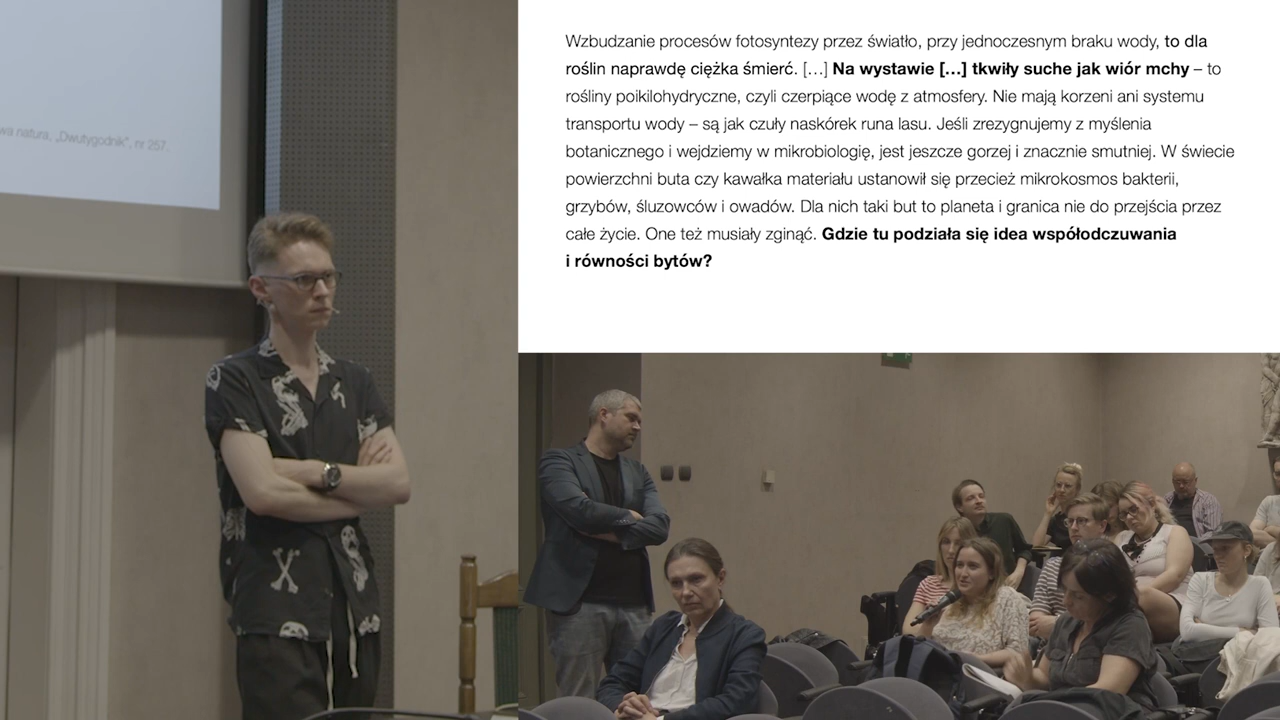 wa natura, „Dwutygodnik", nr 257.
Wzbudzanie procesów fotosyntezy przez światło, przy jednoczesnym braku wody, to dla
roślin naprawdę ciężka śmierć. […] Na wystawie […] tkwiły suche jak wiór mchy – to
rośliny poikilohydryczne, czyli czerpiące wodę z atmosfery. Nie mają korzeni ani systemu
transportu wody – są jak czuły naskórek runa lasu. Jeśli zrezygnujemy z myślenia
botanicznego i wejdziemy w mikrobiologię, jest jeszcze gorzej i znacznie smutniej. W świecie
powierzchni buta czy kawałka materiału ustanowił się przecież mikrokosmos bakterii,
grzybów, śluzowców i owadów. Dla nich taki but to planeta i granica nie do przejścia przez
całe życie. One też musiały zginąć. Gdzie tu podziała się idea współodczuwania
i równości bytów?